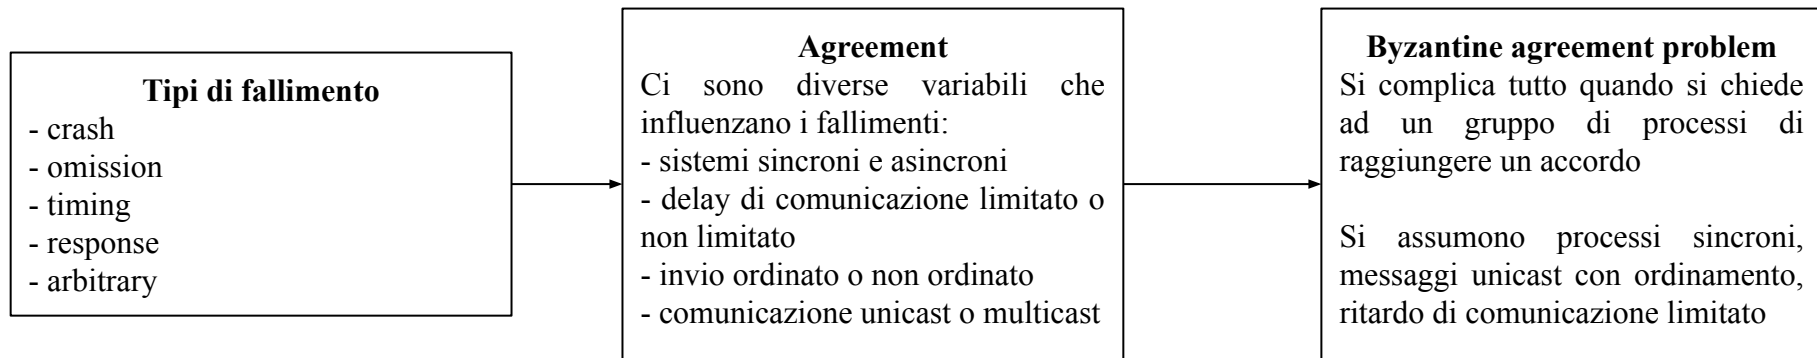 Tipi di fallimento
- crash
- omission
- timing
- response
- arbitrary
Agreement
Ci sono diverse variabili che
influenzano i fallimenti:
- sistemi sincroni e asincroni
- delay di comunicazione limitato o
non limitato
- invio ordinato o non ordinato
- comunicazione unicast o multicast
Byzantine agreement problem
Si complica tutto quando si chiede
ad un gruppo di processi di
raggiungere un accordo
Si assumono processi sincroni,
messaggi unicast con ordinamento,
ritardo di comunicazione limitato